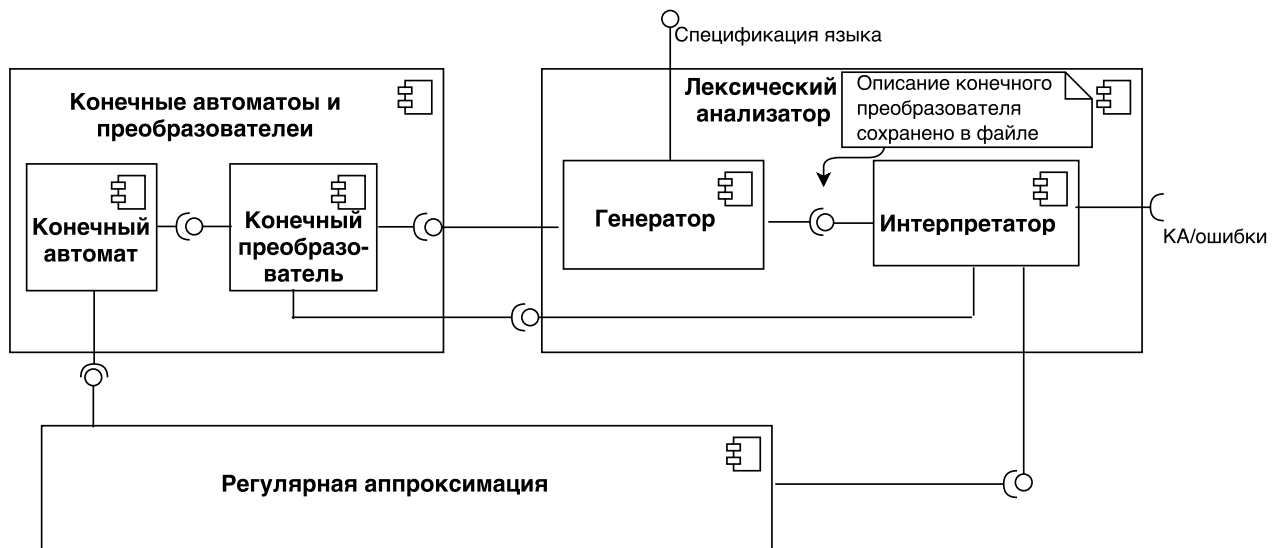 Спецификация языка
Конечные автоматоы и
преобразователеи
Лексический
анализатор
Описание конечного
преобразователя
сохранено в файле
Конечный
автомат
Конечный
преобразо-
ватель
Генератор
Интерпретатор
КА/ошибки
Регулярная аппроксимация